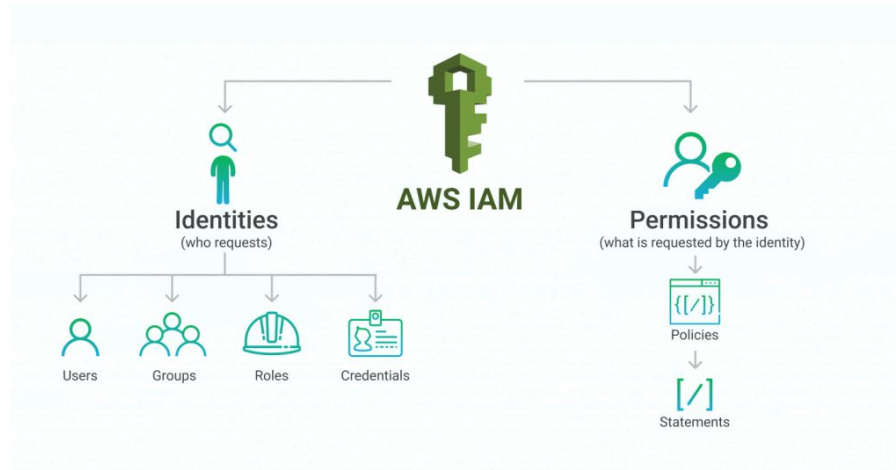 AWS IAM
Identities
(who requests)
Users
Groups
Roles
Credentials
Permissions
(what is requested by the identity)
{[/]}
Policies
[/]
Statements